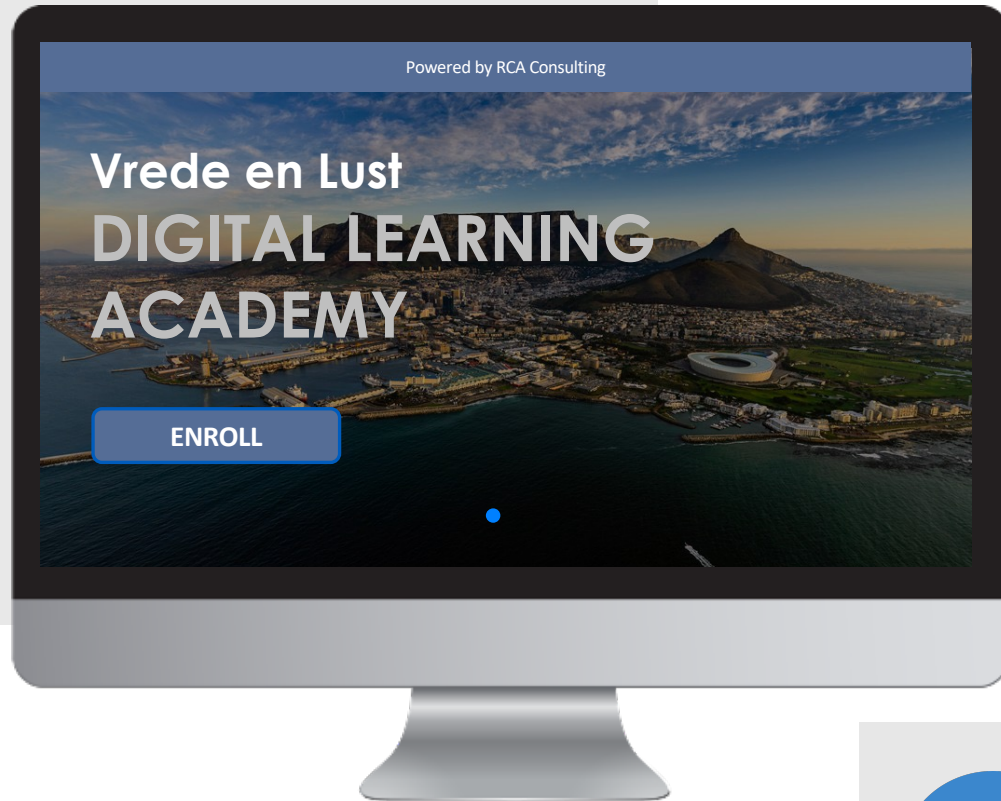 Powered by RCA Consulting
Vrede en Lust
DIGITAL LEARNING
ACADEMY
ENROLL